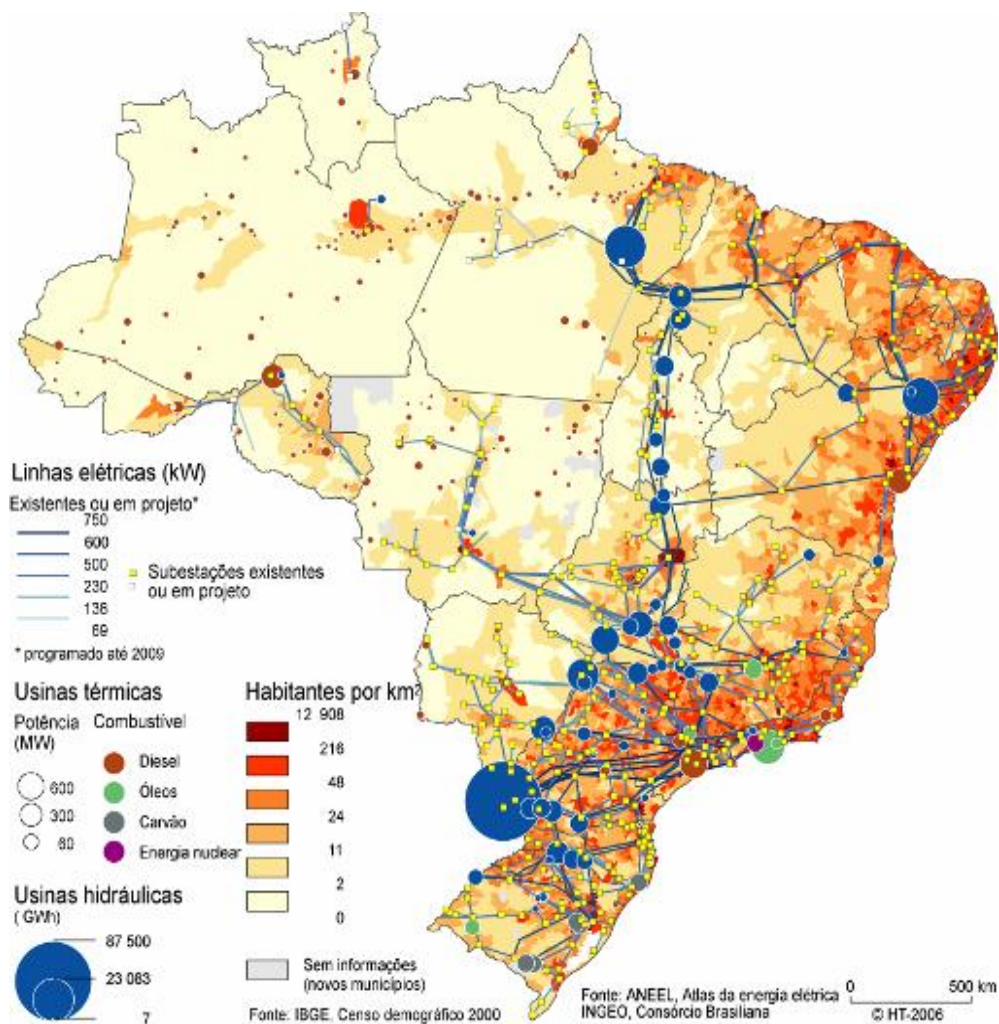 Linhas elétricas (kW)
Existentes ou em projeto*
750
600
500
230
138
69
Subestações existentes
ou em projeto
* programado até 2009
Usinas térmicas
Potência
(MW)
600
300
60
Combustível
Diesel
Óleos
Carvão
Energia nuclear
Usinas hidráulicas
( GWh)
87 500
23 083
7
Habitantes por km²
12 908
216
48
24
11
2
0
Sem informações
(novos municípios)
Fonte: IBGE, Censo demográfico 2000
Fonte: ANEEL, Atlas da energia elétrica
INGEO, Consórcio Brasiliana
0 500 km
© HT-2006